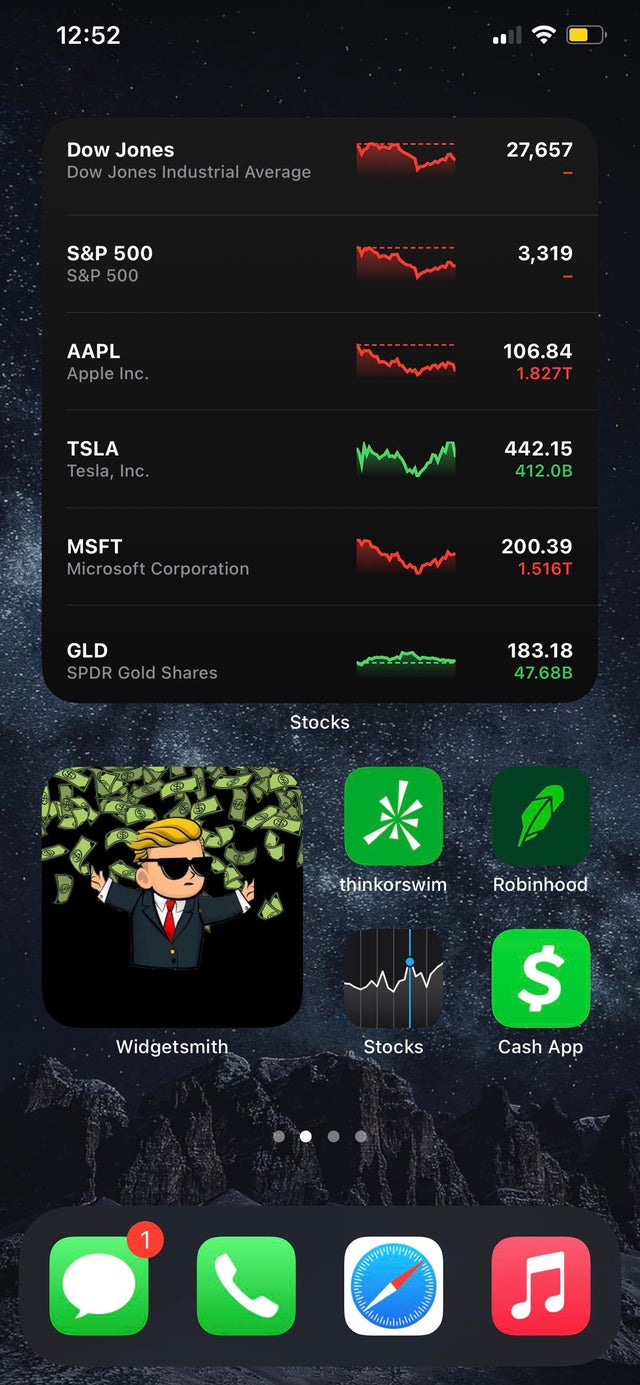 12:52
Dow Jones
Dow Jones Industrial Average
27,657
–
S&P 500
S&P 500
3,319
–
AAPL
Apple Inc.
106.84
1.827T
TSLA
Tesla, Inc.
442.15
412.0B
MSFT
Microsoft Corporation
200.39
1.516T
GLD
SPDR Gold Shares
183.18
47.68B
Stocks
thinkorswim
Robinhood
Widgetsmith
Stocks
Cash App
1